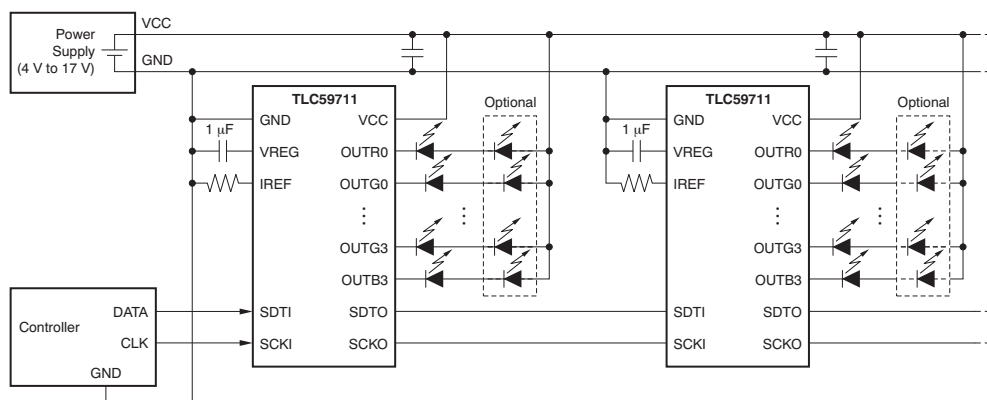 Power
Supply
(4 V to 17 V)
VCC
GND
TLC59711
GND
VREG
IREF
SDTI
SCKI
VCC
OUTR0
OUTG0
⋮
OUTG3
OUTB3
SDTO
SCKO
1 µF
Optional
⋮
TLC59711
GND
VREG
IREF
SDTI
SCKI
VCC
OUTR0
OUTG0
⋮
OUTG3
OUTB3
SDTO
SCKO
1 µF
Optional
⋮
Controller
DATA
CLK
GND